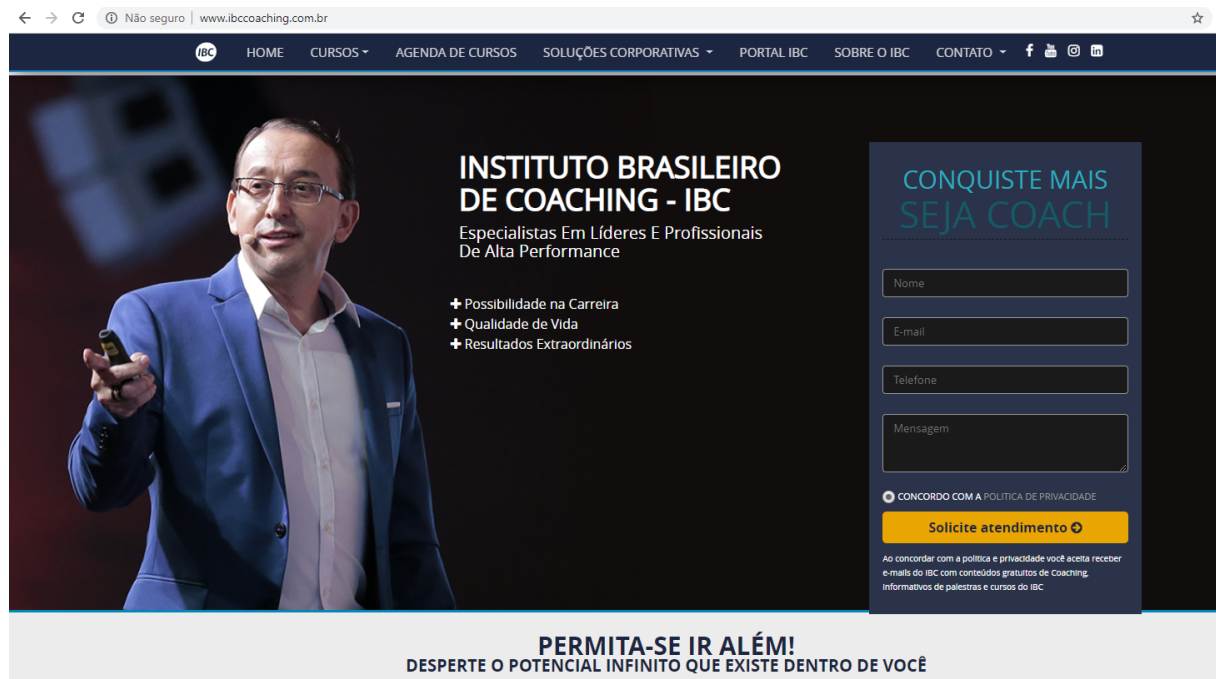 Não seguro
www.ibccoaching.com.br
IBC
HOME
CURSOS
AGENDA DE CURSOS
SOLUÇÕES CORPORATIVAS
PORTAL IBC
SOBRE O IBC
CONTATO
INSTITUTO BRASILEIRO
DE COACHING - IBC
Especialistas Em Líderes E Profissionais
De Alta Performance
Possibilidade na Carreira
Qualidade de Vida
Resultados Extraordinários
CONQUISTE MAIS
SEJA COACH
Nome
E-mail
Telefone
Mensagem
CONCORDO COM A POLITICA DE PRIVACIDADE
Solicite atendimento
Ao concordar com a política e privacidade você aceita receber
e-mails do IBC com conteúdos gratuitos de Coaching,
informativos de palestras e cursos do IBC
PERMITA-SE IR ALÉM!
DESPERTE O POTENCIAL INFINITO QUE EXISTE DENTRO DE VOCÊ